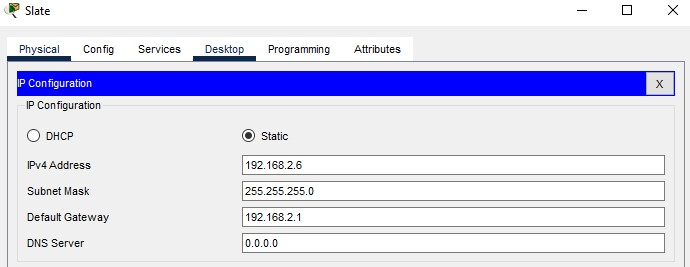 Slate
Physical Config Services Desktop Programming Attributes
IP Configuration X
IP Configuration
DHCP Static
IPv4 Address 192.168.2.6
Subnet Mask 255.255.255.0
Default Gateway 192.168.2.1
DNS Server 0.0.0.0